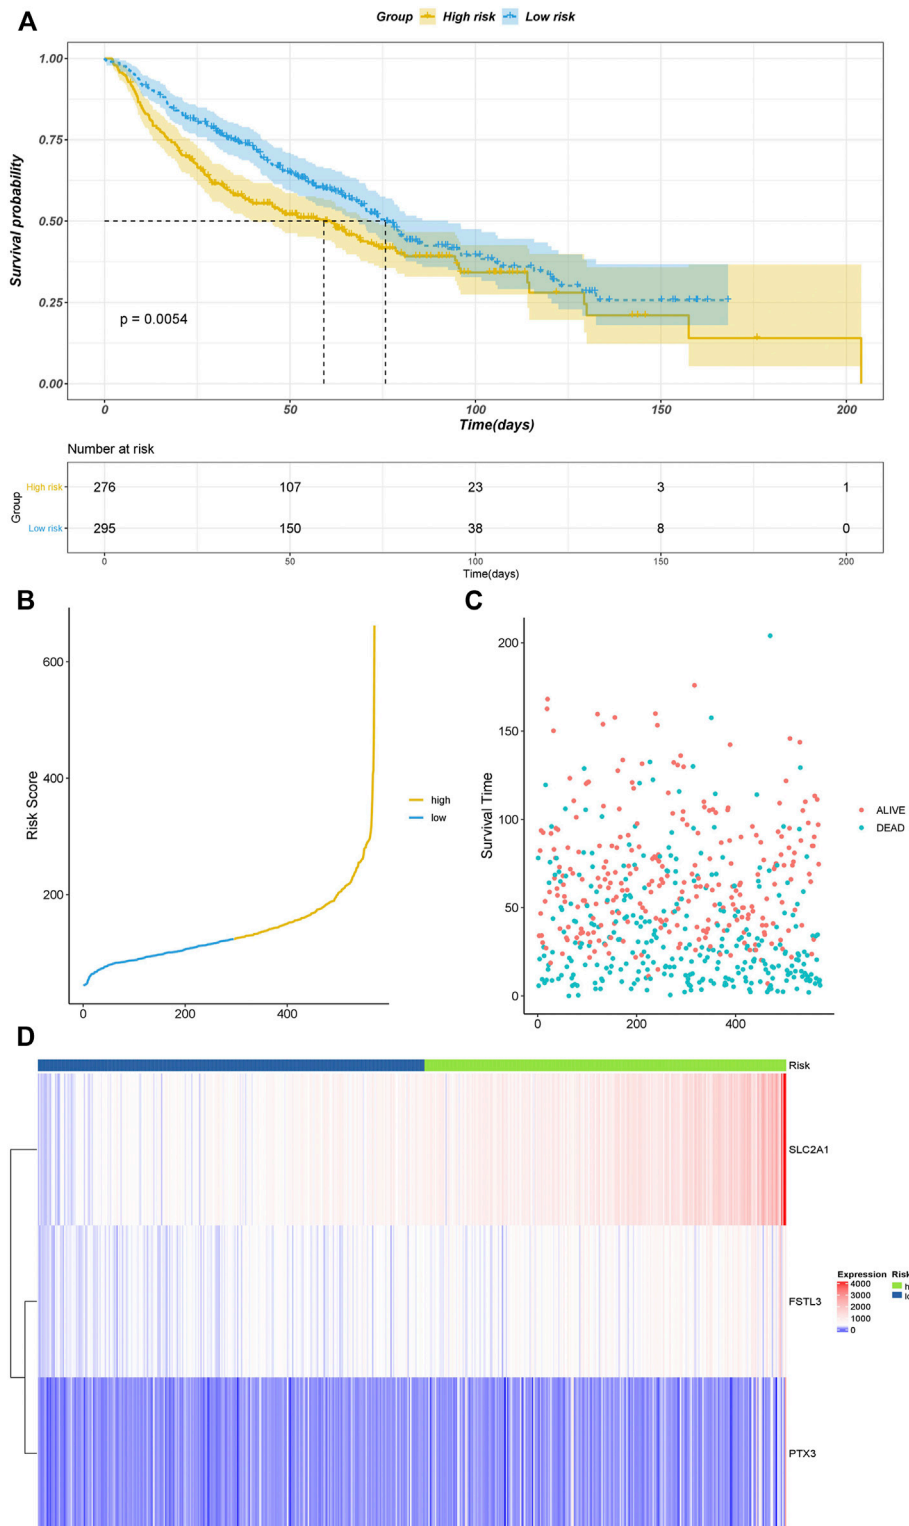 A
Group High risk Low risk
1.00
0.75
0.50
0.25
0.00
Survival probability
p = 0.0054
0 50 100 150 200
Time(days)
Number at risk
Group
High risk 276 107 23 3 1
Low risk 295 150 38 8 0
0 50 100 150 200
Time(days)
B
600
400
200
Risk Score
0 200 400
high
low
C
200
150
100
50
0
Survival Time
0 200 400
ALIVE
DEAD
D
Risk
SLC2A1
FSTL3
PTX3
Expression
4000
3000
2000
1000
0
Risk
h